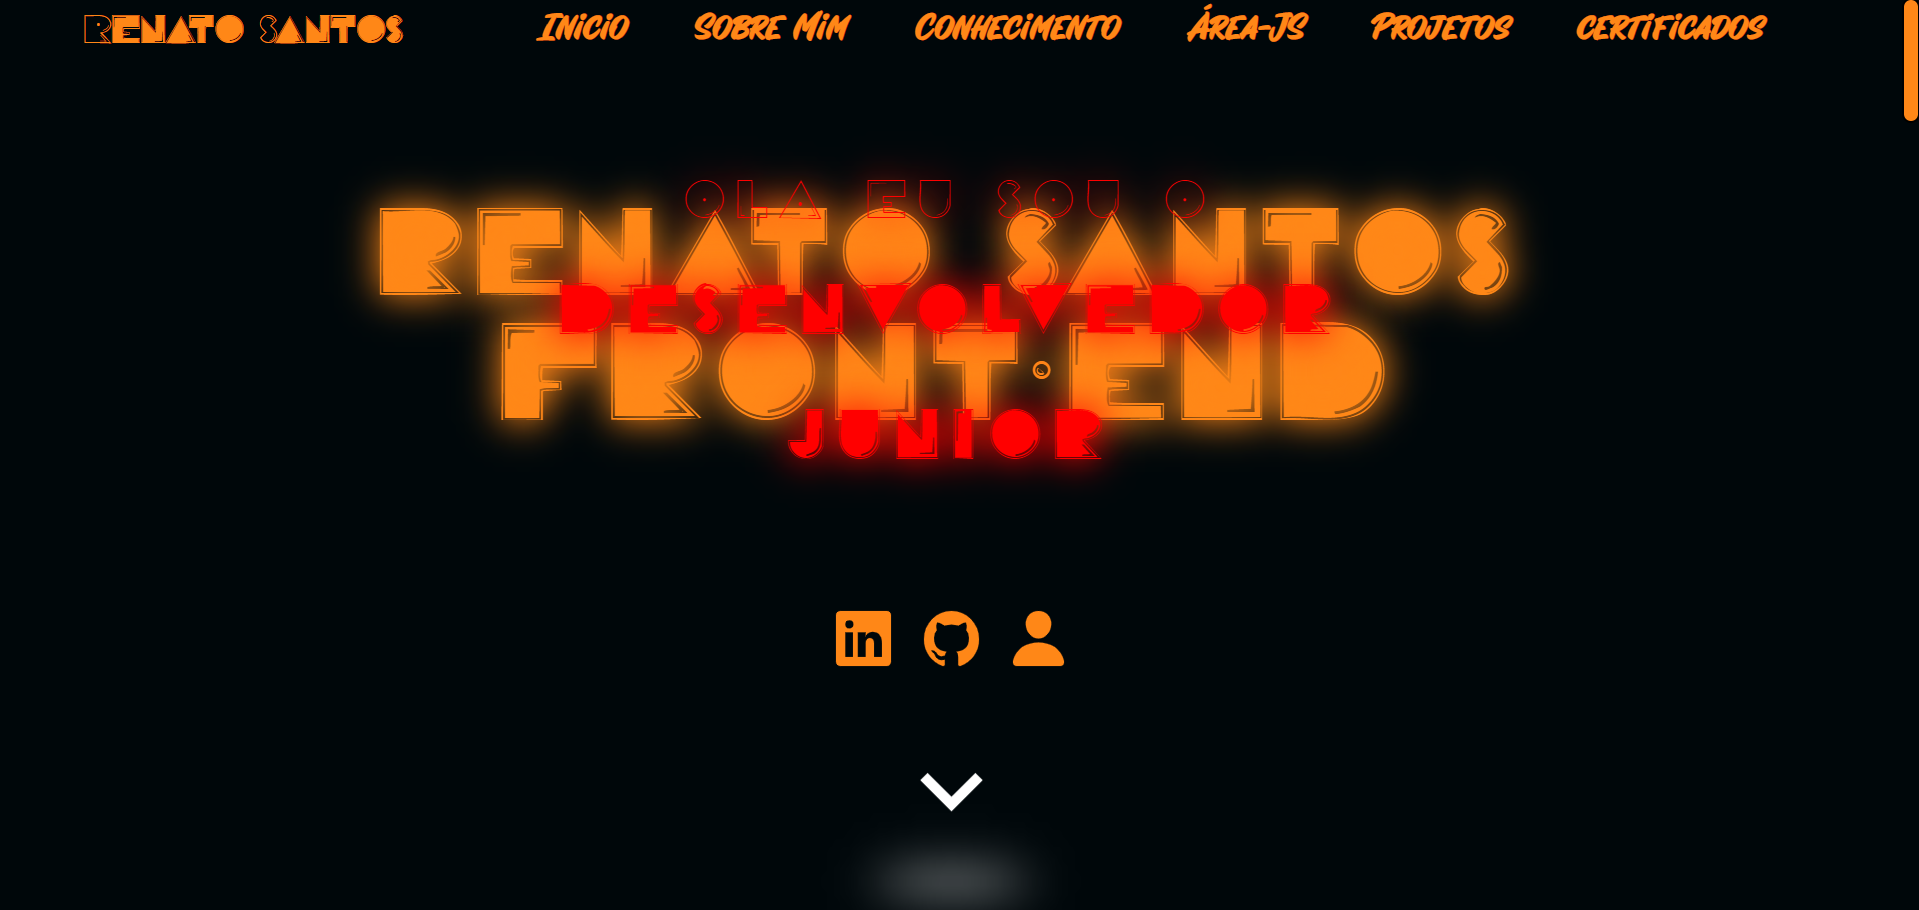 RENATO SANTOS
INICIO
SOBRE MIM
CONHECIMENTO
ÁREA-JS
PROJETOS
CERTIFICADOS
OLA EU SOU O
RENATO SANTOS
DESENVOLVEDOR
FRONT-END
JUNIOR
in